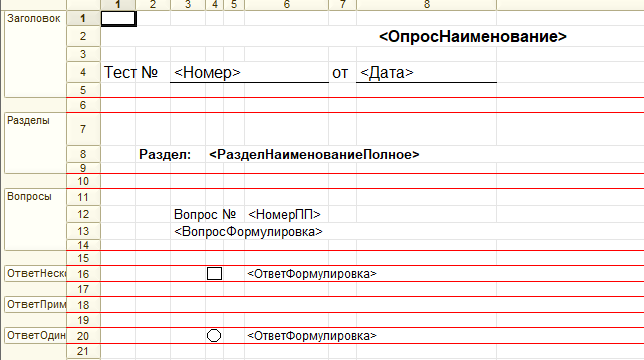 1 2 3 4 5 6 7 8
Заголовок 1
2 <ОпросНаименование>
3
4 Тест № <Номер> от <Дата>
5
6
Разделы 7
8 Раздел: <РазделНаименованиеПолное>
9
10
Вопросы 11
12 Вопрос № <НомерПП>
13 <ВопросФормулировка>
14
15
ОтветНеск 16 <ОтветФормулировка>
17
ОтветПрим 18
19
ОтветОдин 20 <ОтветФормулировка>
21